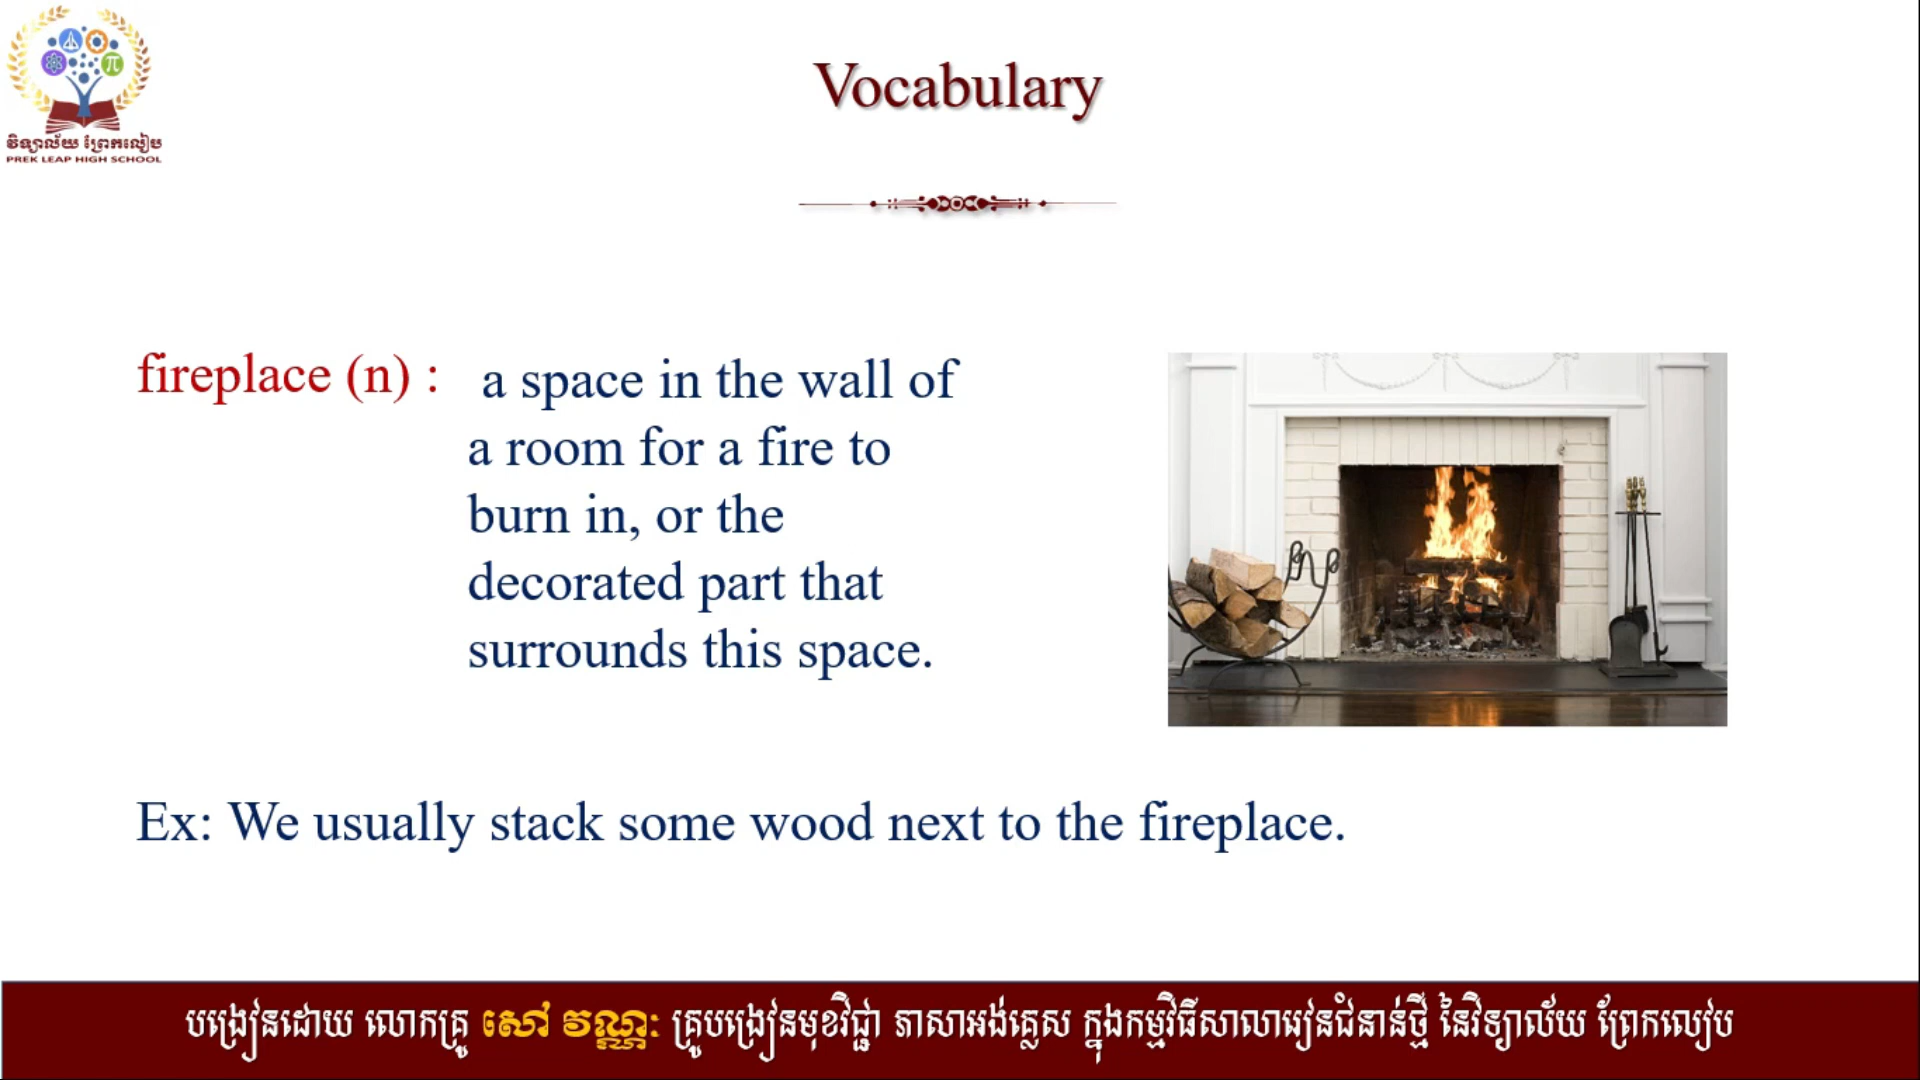 វិទ្យាល័យ ព្រែកលៀប
PREK LEAP HIGH SCHOOL
Vocabulary
fireplace (n) : a space in the wall of
a room for a fire to
burn in, or the
decorated part that
surrounds this space.
Ex: We usually stack some wood next to the fireplace.
បង្រៀនដោយ លោកគ្រូ សៅ វណ្ណៈ គ្រូបង្រៀនមុខវិជ្ជា ភាសាអង់គ្លេស ក្នុងកម្មវិធីសាលារៀនជំនាន់ថ្មី នៃវិទ្យាល័យ ព្រែកលៀប